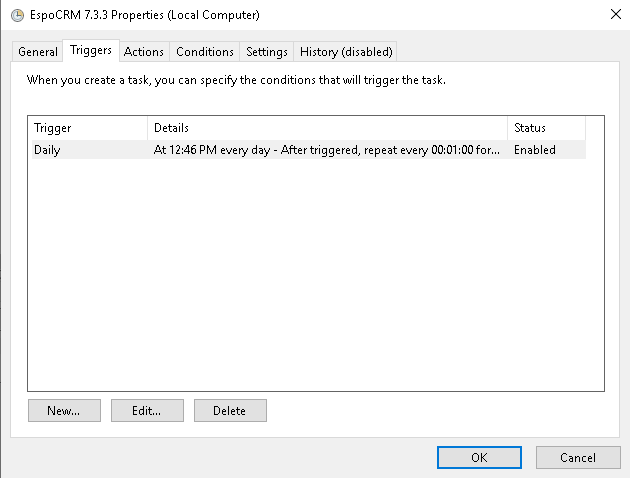 EspoCRM 7.3.3 Properties (Local Computer)
General Triggers Actions Conditions Settings History (disabled)
When you create a task, you can specify the conditions that will trigger the task.
Trigger Details Status
Daily At 12:46 PM every day - After triggered, repeat every 00:01:00 for... Enabled
New... Edit... Delete
OK Cancel